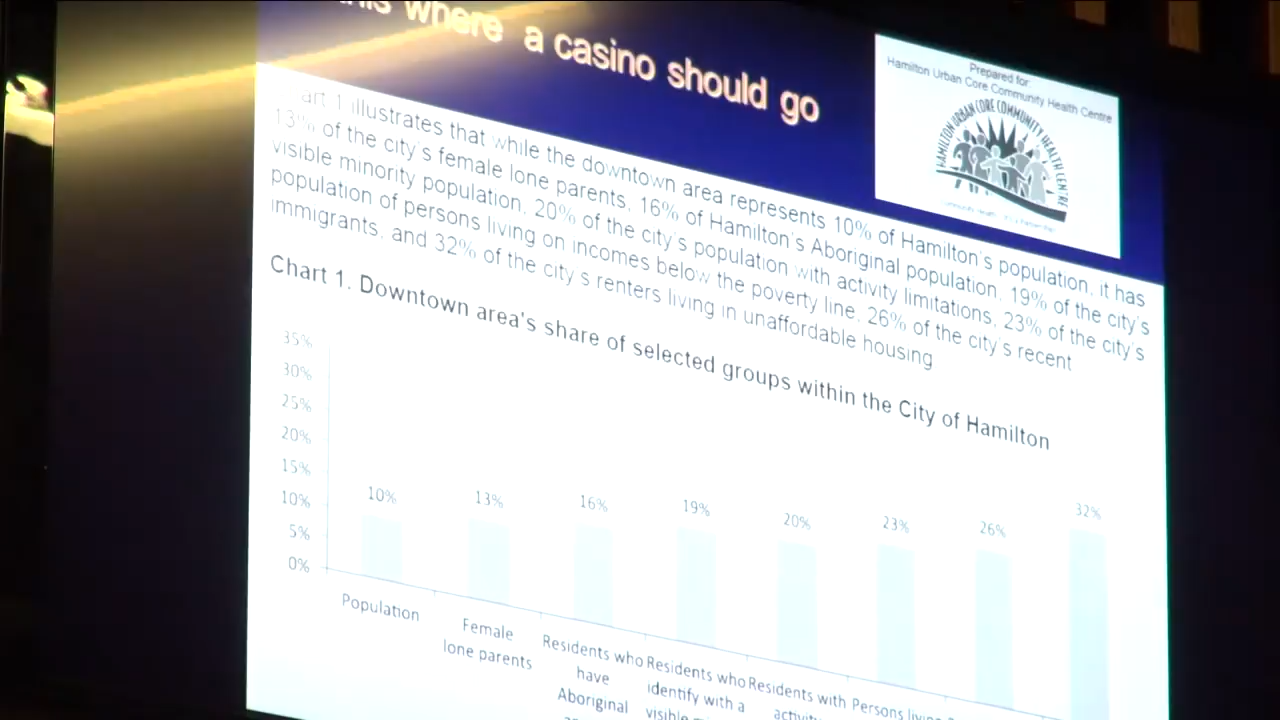 where a casino should go
Prepared for:
Hamilton Urban Core Community Health Centre
HAMILTON URBAN CORE COMMUNITY HEALTH CENTRE
illustrates that while the downtown area represents 10% of Hamilton's population, it has
13% of the city's female lone parents, 16% of Hamilton's Aboriginal population, 19% of the city's
visible minority population, 20% of the city's population with activity limitations, 23% of the city's
population of persons living on incomes below the poverty line, 26% of the city's recent
immigrants, and 32% of the city's renters living in unaffordable housing
Chart 1. Downtown area's share of selected groups within the City of Hamilton
35%
30%
25%
20%
15%
10%
5%
0%
10% 13% 16% 19% 20% 23% 26% 32%
Population
Female
lone parents
Residents who
have
Aboriginal
Residents who
identify with a
visible
Residents with
Persons